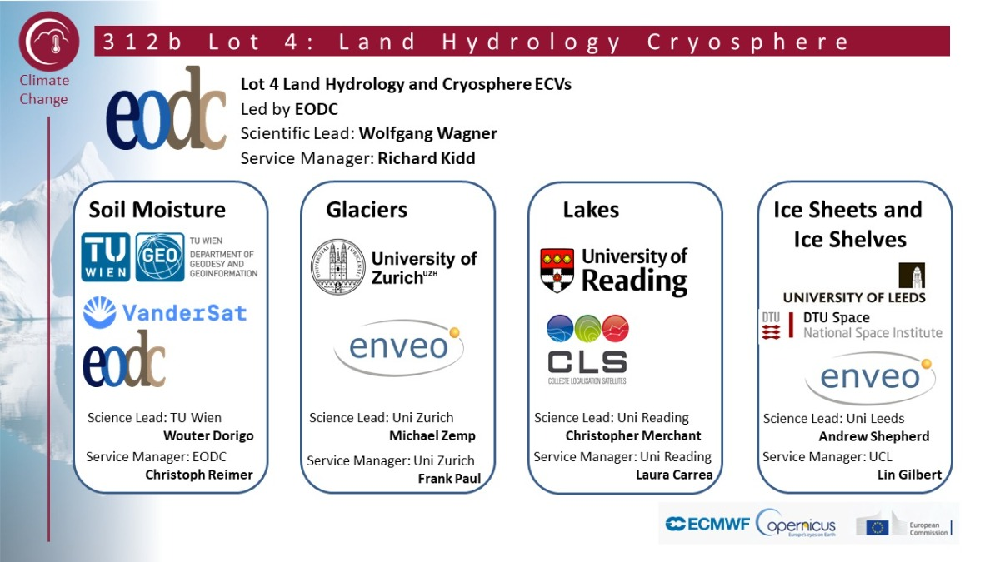 312b Lot 4: Land Hydrology Cryosphere
Climate
Change
eodc
Lot 4 Land Hydrology and Cryosphere ECVs
Led by EODC
Scientific Lead: Wolfgang Wagner
Service Manager: Richard Kidd
Soil Moisture
TU
WIEN
GEO
TU WIEN
DEPARTMENT OF
GEODESY AND
GEOINFORMATION
VanderSat
eodc
Science Lead: TU Wien
Wouter Dorigo
Service Manager: EODC
Christoph Reimer
Glaciers
University of
Zurich UZH
enveo
Science Lead: Uni Zurich
Michael Zemp
Service Manager: Uni Zurich
Frank Paul
Lakes
University of
Reading
CLS
COLLECTE LOCALISATION SATELLITES
Science Lead: Uni Reading
Christopher Merchant
Service Manager: Uni Reading
Laura Carrea
Ice Sheets and
Ice Shelves
UNIVERSITY OF LEEDS
DTU
DTU Space
National Space Institute
enveo
Science Lead: Uni Leeds
Andrew Shepherd
Service Manager: UCL
Lin Gilbert
ECMWF
Copernicus
Europe's eyes on Earth
European
Commission